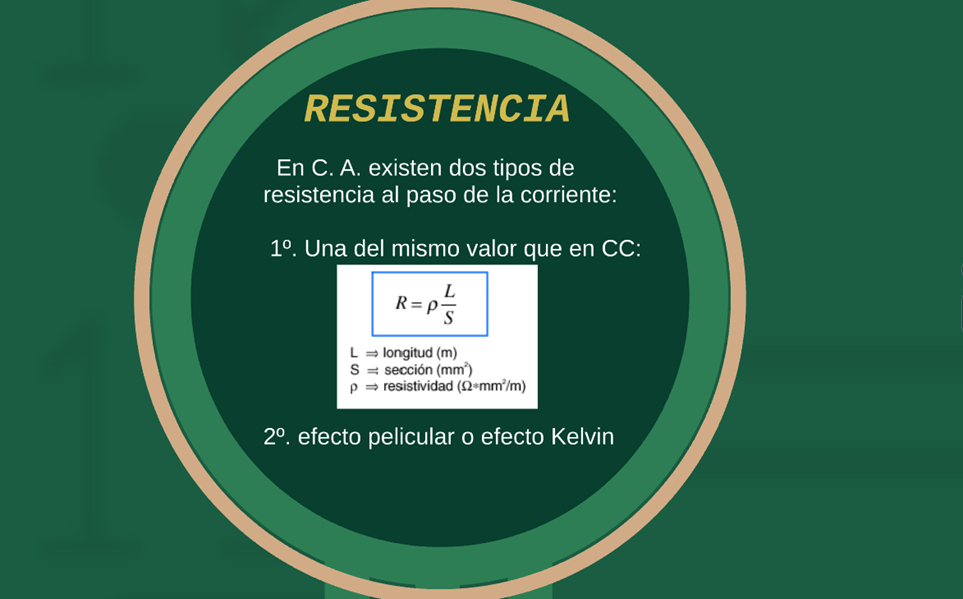 RESISTENCIA
En C. A. existen dos tipos de
resistencia al paso de la corriente:
1º. Una del mismo valor que en CC:
R = ρ L/S
L ⇒ longitud (m)
S ⇒ sección (mm²)
ρ ⇒ resistividad (Ω*mm²/m)
2º. efecto pelicular o efecto Kelvin